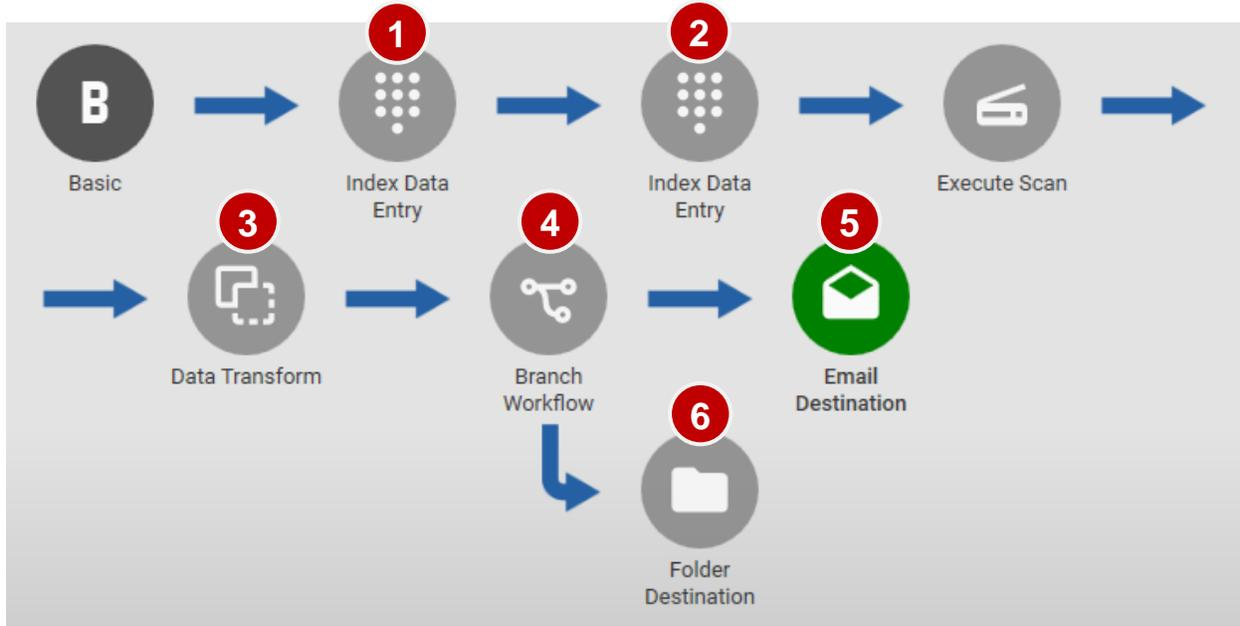 1
2
B
Basic
Index Data
Entry
Index Data
Entry
Execute Scan
3
4
5
Data Transform
Branch
Workflow
Email
Destination
6
Folder
Destination